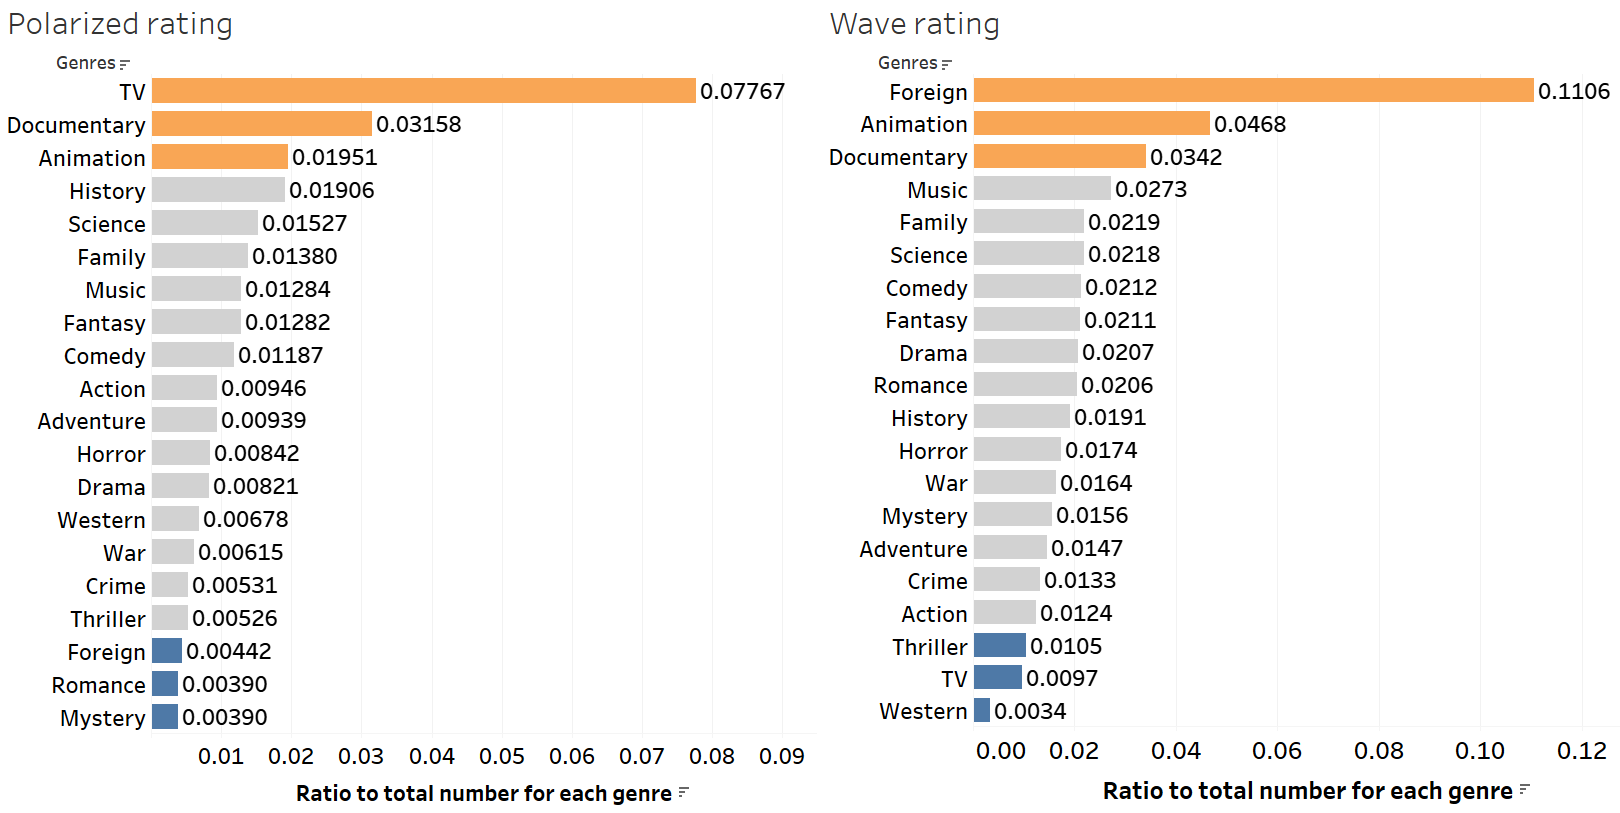 Polarized rating
Genres
TV 0.07767
Documentary 0.03158
Animation 0.01951
History 0.01906
Science 0.01527
Family 0.01380
Music 0.01284
Fantasy 0.01282
Comedy 0.01187
Action 0.00946
Adventure 0.00939
Horror 0.00842
Drama 0.00821
Western 0.00678
War 0.00615
Crime 0.00531
Thriller 0.00526
Foreign 0.00442
Romance 0.00390
Mystery 0.00390
0.01 0.02 0.03 0.04 0.05 0.06 0.07 0.08 0.09
Ratio to total number for each genre
Wave rating
Genres
Foreign 0.1106
Animation 0.0468
Documentary 0.0342
Music 0.0273
Family 0.0219
Science 0.0218
Comedy 0.0212
Fantasy 0.0211
Drama 0.0207
Romance 0.0206
History 0.0191
Horror 0.0174
War 0.0164
Mystery 0.0156
Adventure 0.0147
Crime 0.0133
Action 0.0124
Thriller 0.0105
TV 0.0097
Western 0.0034
0.00 0.02 0.04 0.06 0.08 0.10 0.12
Ratio to total number for each genre